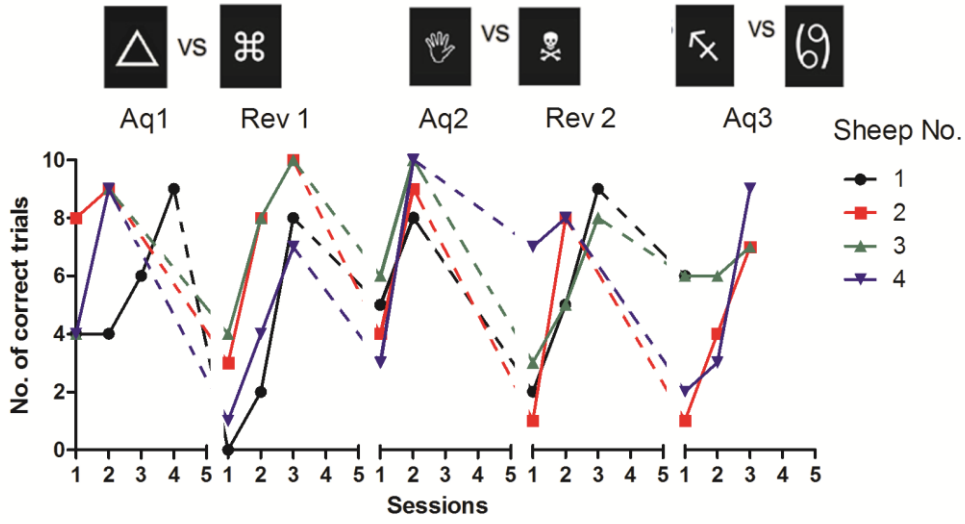 vs vs vs
Aq1 Rev 1 Aq2 Rev 2 Aq3
Sheep No.
1
2
3
4
No. of correct trials
10
8
6
4
2
0
1 2 3 4 5 1 2 3 4 5 1 2 3 4 5 1 2 3 4 5 1 2 3 4 5
Sessions